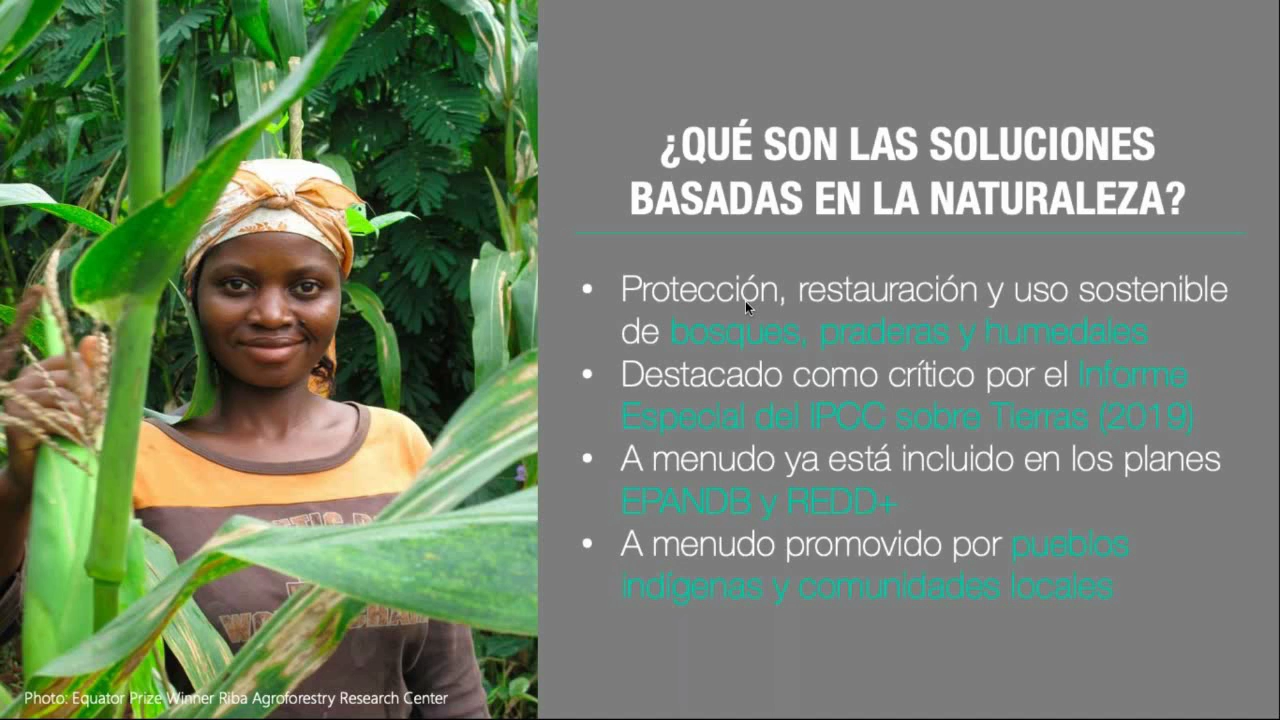 ¿QUÉ SON LAS SOLUCIONES
BASADAS EN LA NATURALEZA?
• Protección, restauración y uso sostenible
de bosques, praderas y humedales
• Destacado como crítico por el Informe
Especial del IPCC sobre Tierras (2019)
• A menudo ya está incluido en los planes
EPANDB y REDD+
• A menudo promovido por pueblos
indígenas y comunidades locales
Photo: Equator Prize Winner Riba Agroforestry Research Center